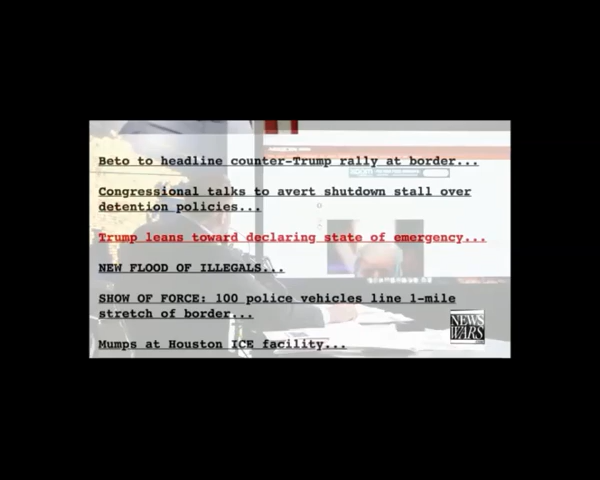 Beto to headline counter-Trump rally at border...
Congressional talks to avert shutdown stall over
detention policies...
Trump leans toward declaring state of emergency...
NEW FLOOD OF ILLEGALS...
SHOW OF FORCE: 100 police vehicles line 1-mile
stretch of border...
Mumps at Houston ICE facility...
NEWS
WARS